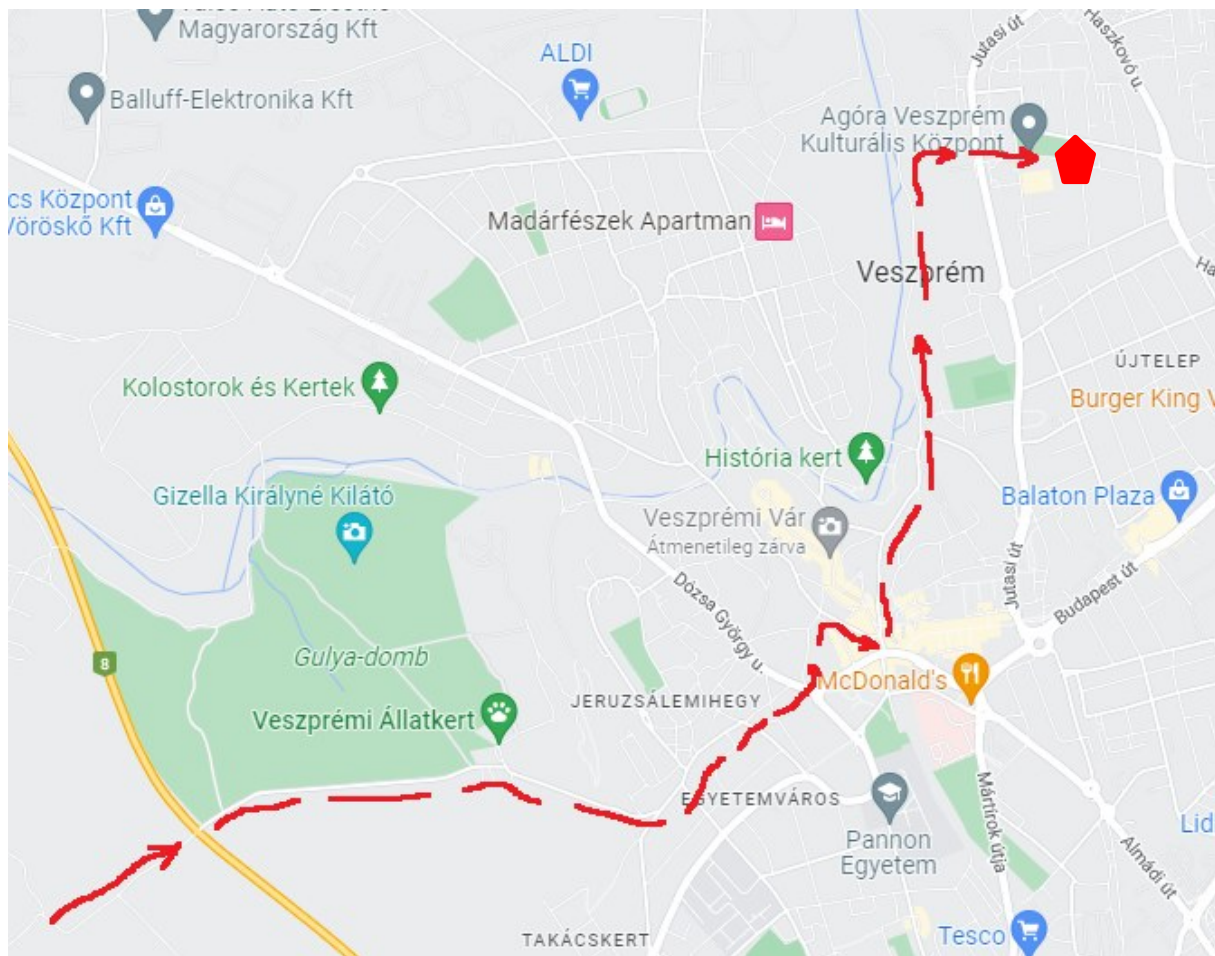 Magyarország Kft
ALDI
Jutasi út
Haszkovó u.
Balluff-Elektronika Kft
Agóra Veszprém
Kulturális Központ
cs Központ
Vöröskő Kft
Madárfészek Apartman
Veszprém
ÚJTELEP
Kolostorok és Kertek
Burger King V
História kert
Gizella Királyné Kilátó
Balaton Plaza
Veszprémi Vár
Átmenetileg zárva
Dózsa György u.
Jutasi út
Budapest út
8
Gulya-domb
McDonald's
JERUZSÁLEMIHEGY
Veszprémi Állatkert
EGYETEMVÁROS
Mártírok útja
Pannon
Egyetem
Lid
Almádi út
TAKÁCSKERT
Tesco